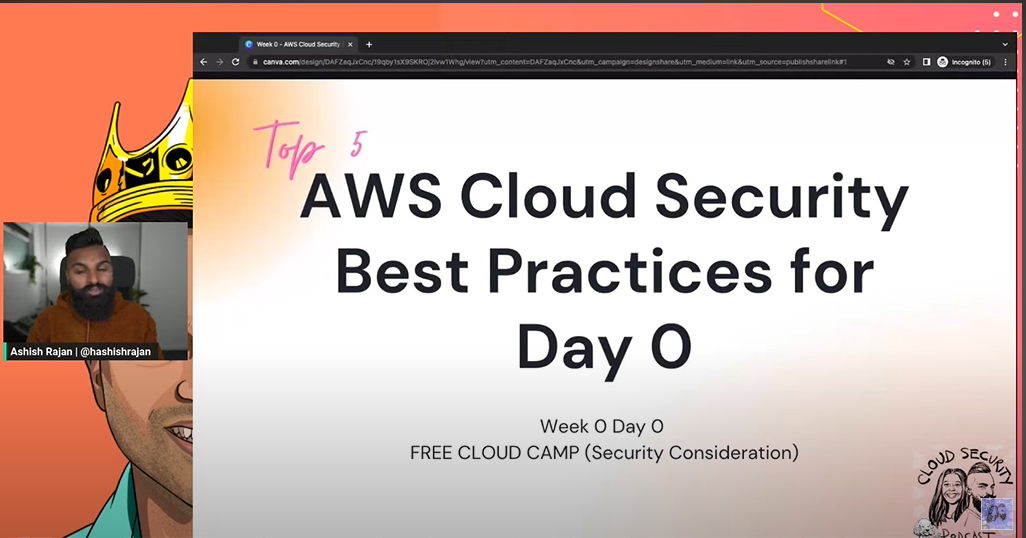 Week 0 - AWS Cloud Security
canva.com/design/DAFZaqJxCnc/19qby1sX9SKROj2Ivw1Whg/view?utm_content=DAFZaqJxCnc&utm_campaign=designshare&utm_medium=link&utm_source=publishsharelink#1
Incognito (5)
Top 5
AWS Cloud Security
Best Practices for
Day 0
Ashish Rajan | @hashishrajan
Week 0 Day 0
FREE CLOUD CAMP (Security Consideration)
CLOUD SECURITY
PODCAST